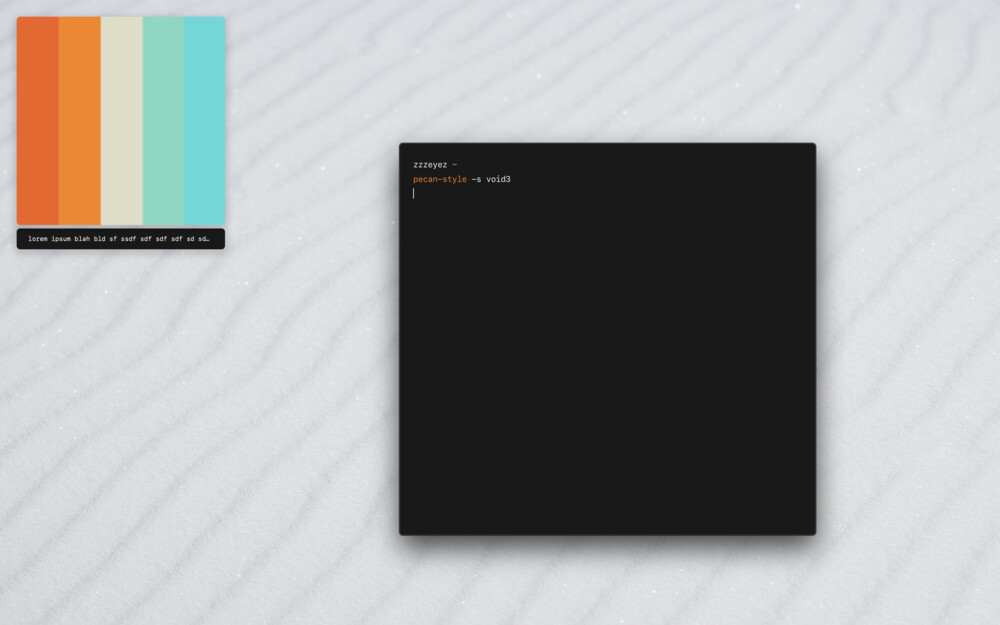 lorem ipsum blah bld sf ssdf sdf sdf sdf sd sd…
zzzeyez ~
pecan-style -s void3